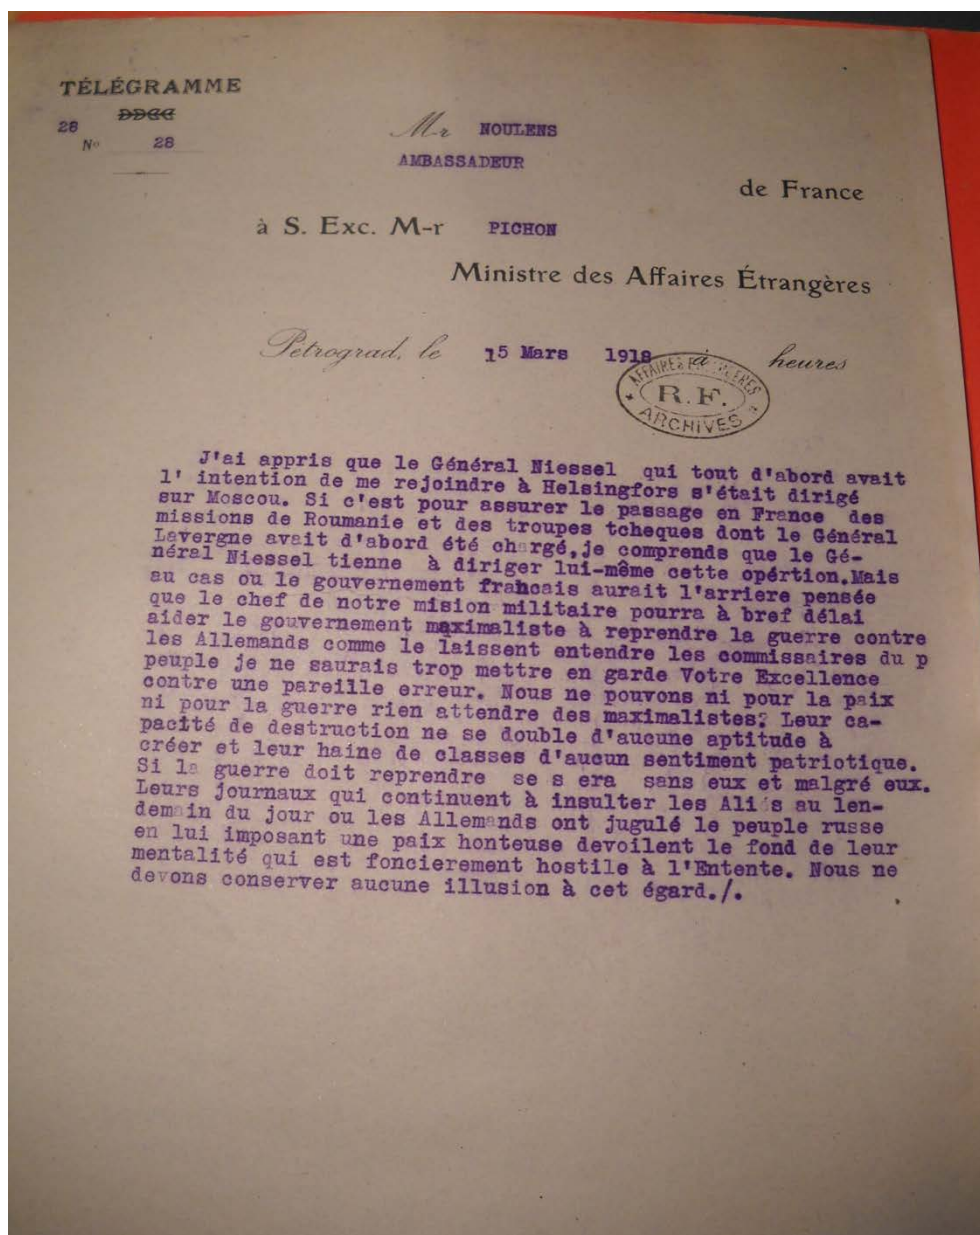 TÉLÉGRAMME
DDGG
28
No 28
Mr NOULENS
AMBASSADEUR
de France
à S. Exc. M-r PICHON
Ministre des Affaires Étrangères
Pétrograd, le 15 Mars 1918 à heures
AFFAIRES ÉTRANGÈRES
R. F.
ARCHIVES
J'ai appris que le Général Niessel qui tout d'abord avait
l' intention de me rejoindre à Helsingfors s'était dirigé
sur Moscou. Si c'est pour assurer le passage en France des
missions de Roumanie et des troupes tcheques dont le Général
Lavergne avait d'abord été chargé,je comprends que le Gé-
néral Niessel tienne à diriger lui-même cette opértion.Mais
au cas ou le gouvernement francais aurait l'arriere pensée
que le chef de notre mision militaire pourra à bref délai
aider le gouvernement maximaliste à reprendre la guerre contre
les Allemands comme le laissent entendre les commissaires du p
peuple je ne saurais trop mettre en garde Votre Excellence
contre une pareille erreur. Nous ne pouvons ni pour la paix
ni pour la guerre rien attendre des maximalistes. Leur ca-
pacité de destruction ne se double d'aucune aptitude à
créer et leur haine de classes d'aucun sentiment patriotique.
Si la guerre doit reprendre se s era sans eux et malgré eux.
Leurs journaux qui continuent à insulter les Aliés au len-
demain du jour ou les Allemands ont jugulé le peuple russe
en lui imposant une paix honteuse devoilent le fond de leur
mentalité qui est foncierement hostile à l'Entente. Nous ne
devons conserver aucune illusion à cet égard./.